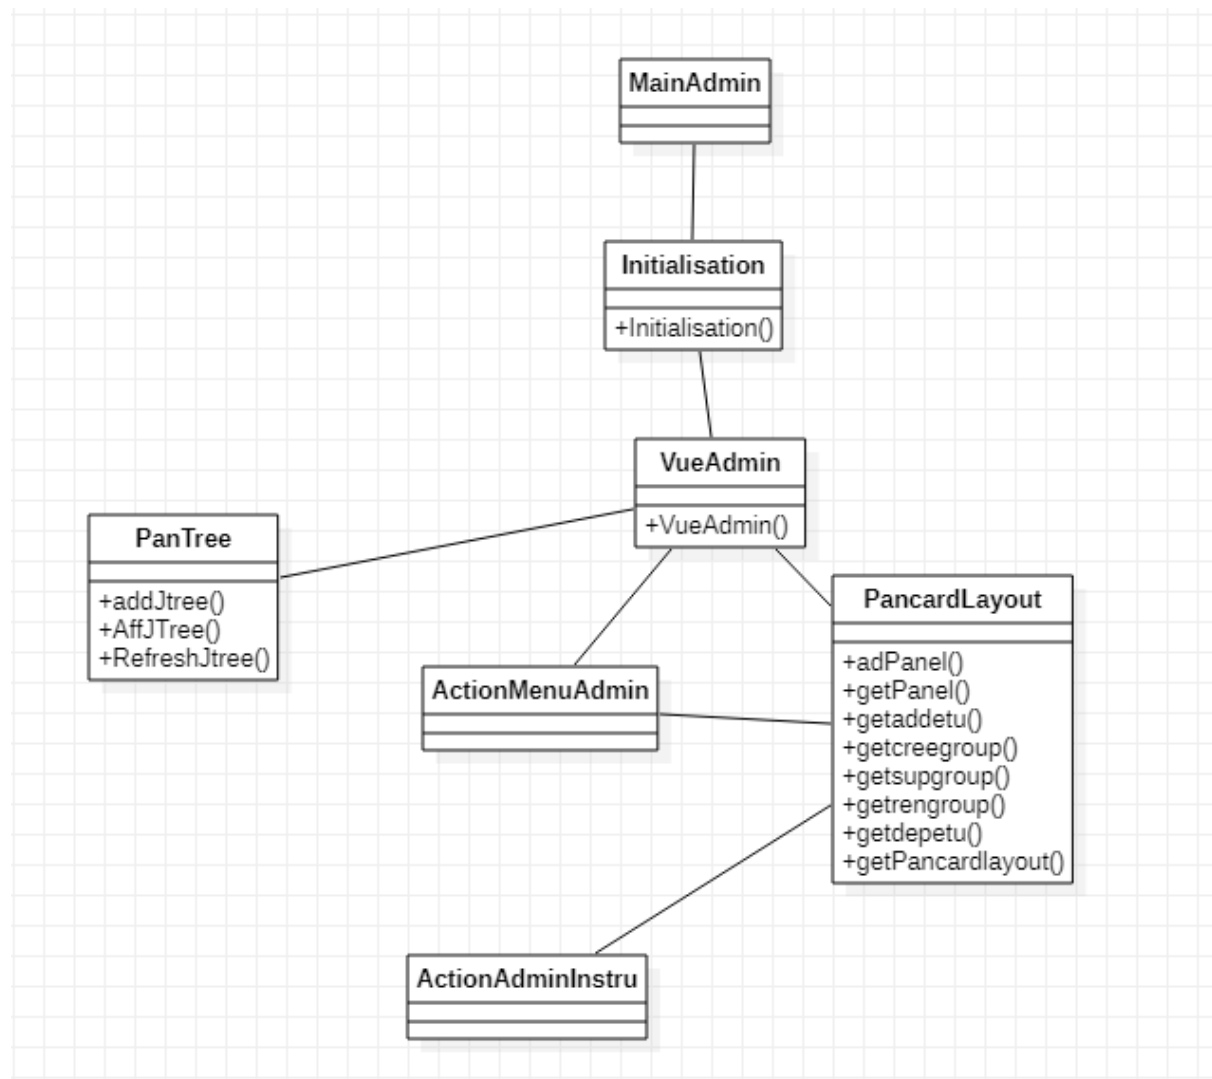 MainAdmin
Initialisation
+Initialisation()
VueAdmin
+VueAdmin()
PanTree
+addJtree()
+AffJTree()
+RefreshJtree()
PancardLayout
+adPanel()
+getPanel()
+getaddetu()
+getcreegroup()
+getsupgroup()
+getrengroup()
+getdepetu()
+getPancardlayout()
ActionMenuAdmin
ActionAdminInstru